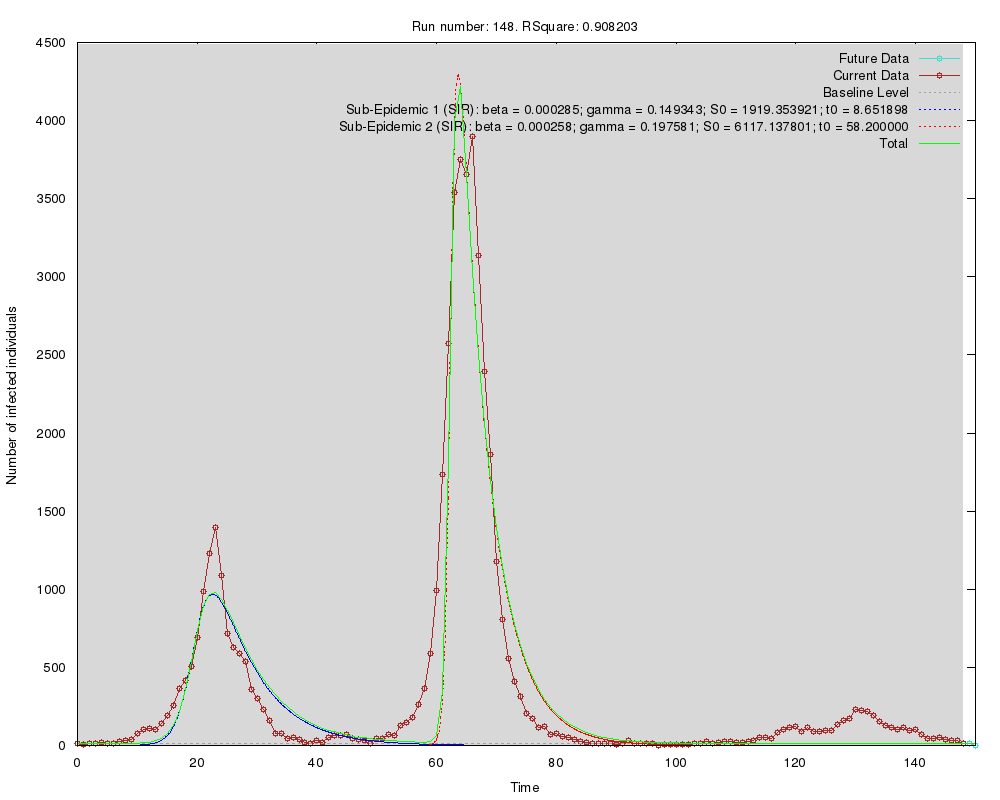 Run number: 148. RSquare: 0.908203
Future Data
Current Data
Baseline Level
Sub-Epidemic 1 (SIR): beta = 0.000285; gamma = 0.149343; S0 = 1919.353921; t0 = 8.651898
Sub-Epidemic 2 (SIR): beta = 0.000258; gamma = 0.197581; S0 = 6117.137801; t0 = 58.200000
Total
Number of infected individuals
4500
4000
3500
3000
2500
2000
1500
1000
500
0
0 20 40 60 80 100 120 140
Time